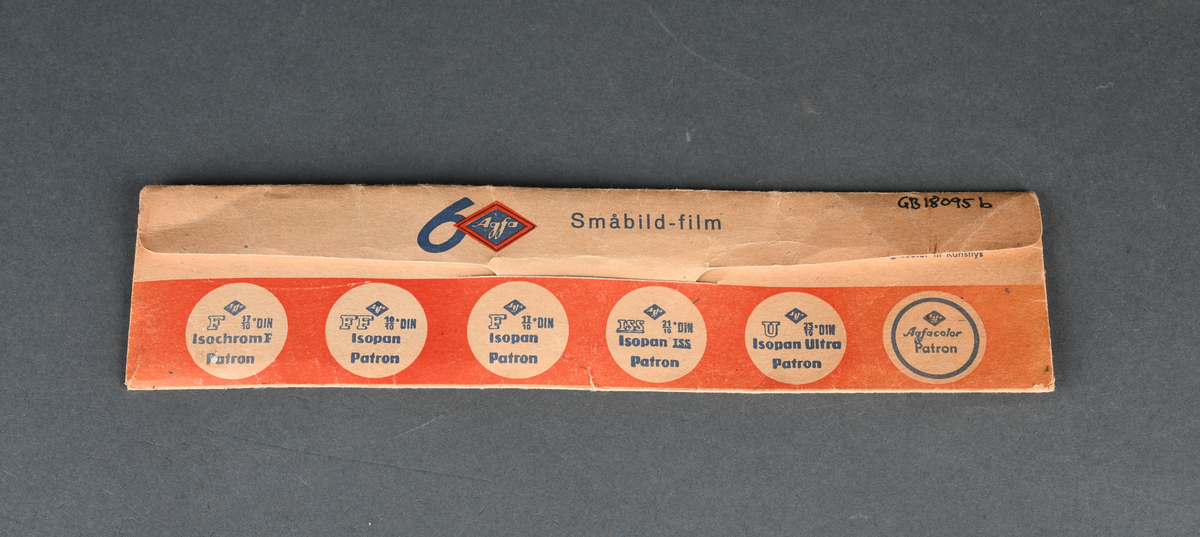 6 Agfa Småbild-film
GB18095 b
Kunstlys
Agfa
F 17/10 °DIN
Isochrom F
Patron
Agfa
FF /10 °DIN
Isopan
Patron
Agfa
F 17/10 °DIN
Isopan
Patron
Agfa
ISS 21/10 °DIN
Isopan ISS
Patron
Agfa
U 23/10 °DIN
Isopan Ultra
Patron
Agfa
Agfacolor
Patron